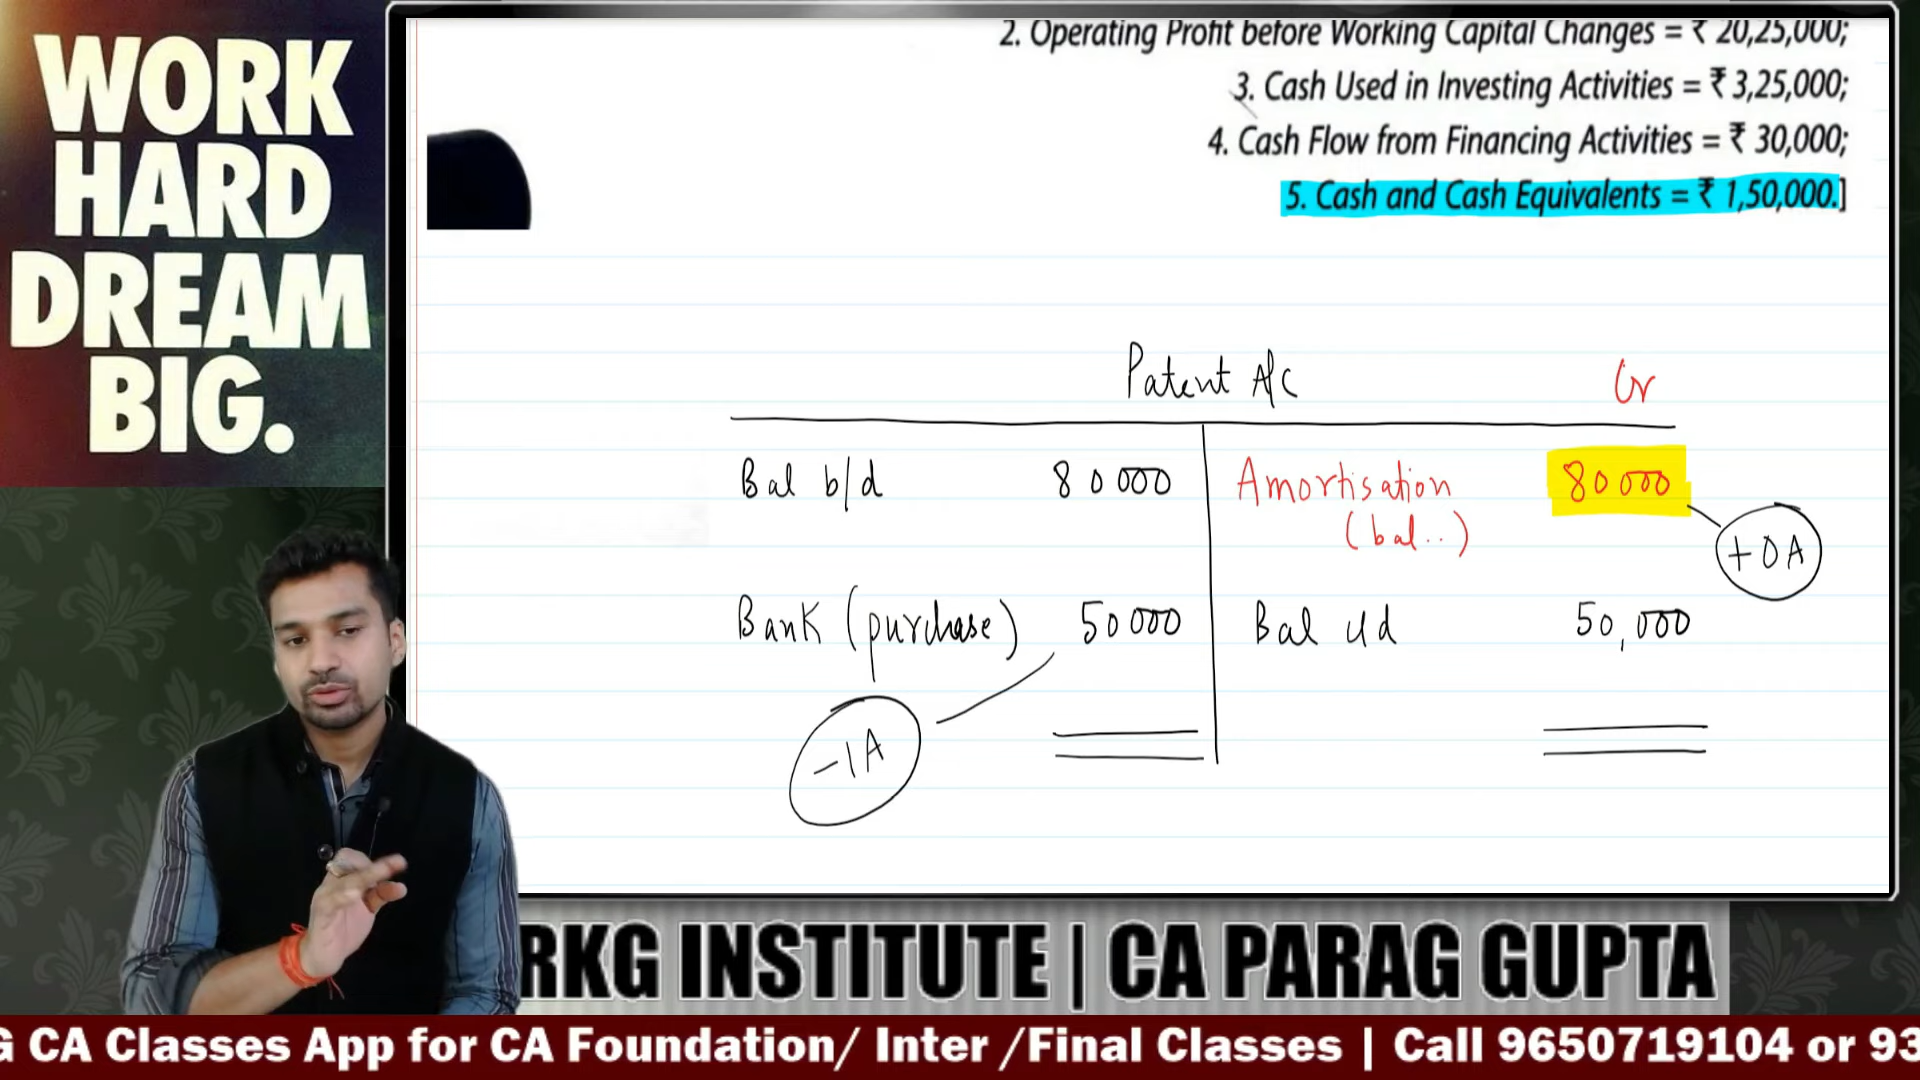 WORK
HARD
DREAM
BIG.
2. Operating Profit before Working Capital Changes = ₹ 20,25,000;
3. Cash Used in Investing Activities = ₹ 3,25,000;
4. Cash Flow from Financing Activities = ₹ 30,000;
5. Cash and Cash Equivalents = ₹ 1,50,000.]
Patent A/C
Cr
Bal b/d 80000 Amortisation 80000
(bal..)
+OA
Bank (purchase) 50000 Bal c/d 50,000
-IA
RKG INSTITUTE | CA PARAG GUPTA
G CA Classes App for CA Foundation/ Inter /Final Classes | Call 9650719104 or 93